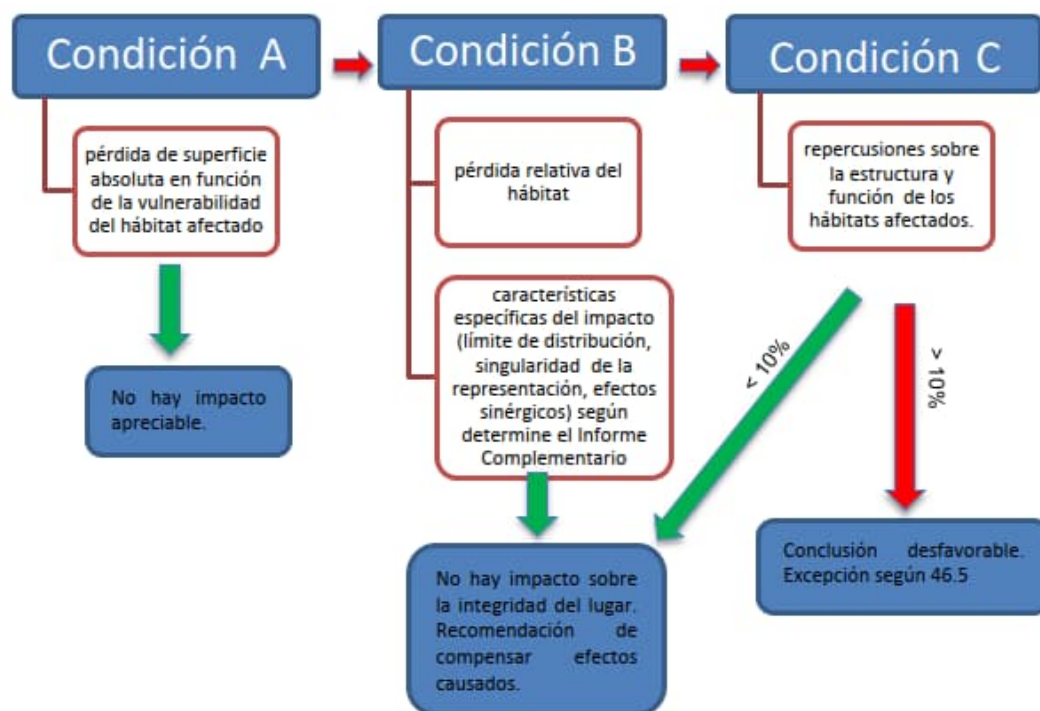 Condición A
Condición B
Condición C
pérdida de superficie
absoluta en función
de la vulnerabilidad
del hábitat afectado
pérdida relativa del
hábitat
repercusiones sobre
la estructura y
función de los
hábitats afectados.
características
específicas del impacto
(límite de distribución,
singularidad de la
representación, efectos
sinérgicos) según
determine el Informe
Complementario
< 10%
> 10%
No hay impacto
apreciable.
No hay impacto sobre
la integridad del lugar.
Recomendación de
compensar efectos
causados.
Conclusión desfavorable.
Excepción según 46.5